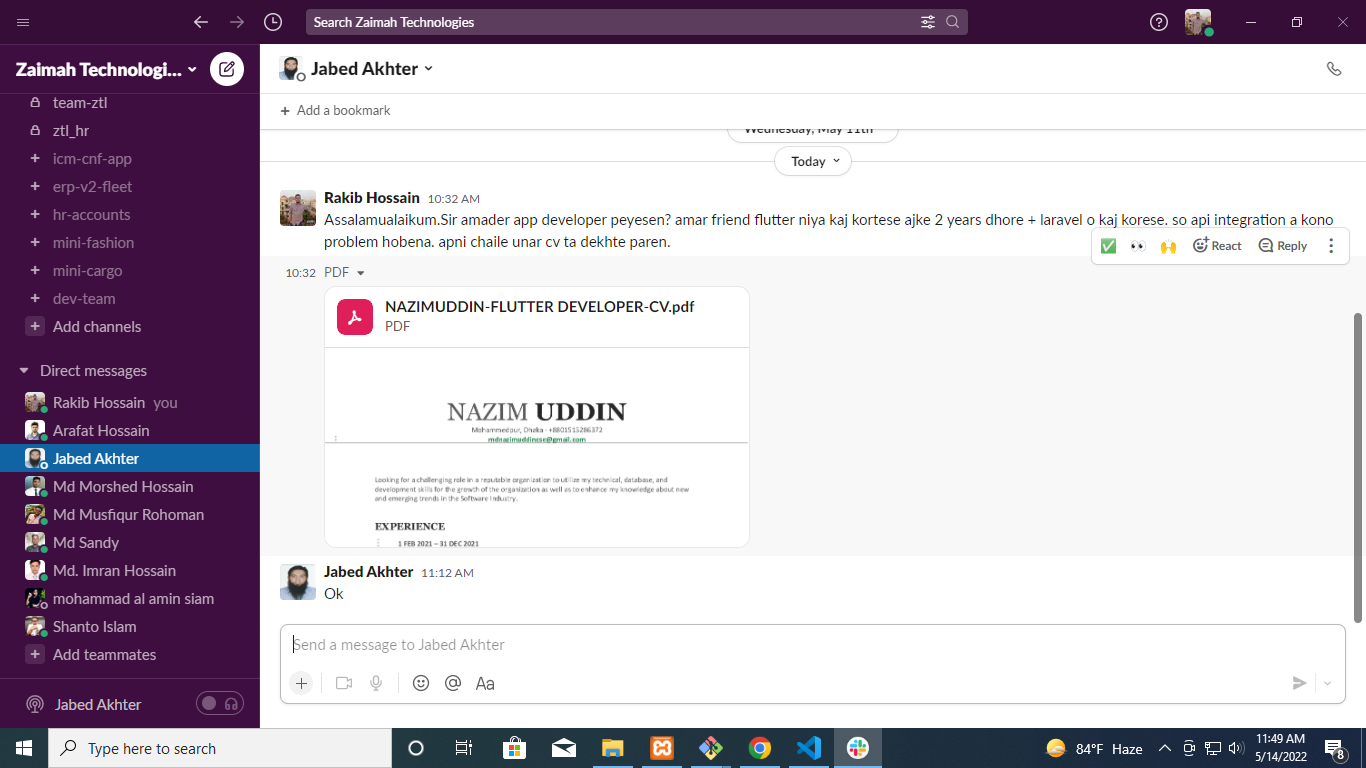 Search Zaimah Technologies
Zaimah Technologi...
team-ztl
ztl_hr
icm-cnf-app
erp-v2-fleet
hr-accounts
mini-fashion
mini-cargo
dev-team
Add channels
Direct messages
Rakib Hossain you
Arafat Hossain
Jabed Akhter
Md Morshed Hossain
Md Musfiqur Rohoman
Md Sandy
Md. Imran Hossain
mohammad al amin siam
Shanto Islam
Add teammates
Jabed Akhter
Jabed Akhter
+ Add a bookmark
Wednesday, May 11th
Today
Rakib Hossain 10:32 AM
Assalamualaikum.Sir amader app developer peyesen? amar friend flutter niya kaj kortese ajke 2 years dhore + laravel o kaj korese. so api integration a kono
problem hobena. apni chaile unar cv ta dekhte paren.
React Reply
10:32 PDF
NAZIMUDDIN-FLUTTER DEVELOPER-CV.pdf
PDF
NAZIM UDDIN
Mohammedpur, Dhaka · +8801515286372
mdnazimuddinese@gmail.com
Looking for a challenging role in a reputable organization to utilize my technical, database, and
development skills for the growth of the organization as well as to enhance my knowledge about new
and emerging trends in the Software Industry.
EXPERIENCE
1 FEB 2021 – 31 DEC 2021
Jabed Akhter 11:12 AM
Ok
Send a message to Jabed Akhter
Aa
Type here to search
84°F Haze
11:49 AM
5/14/2022
8